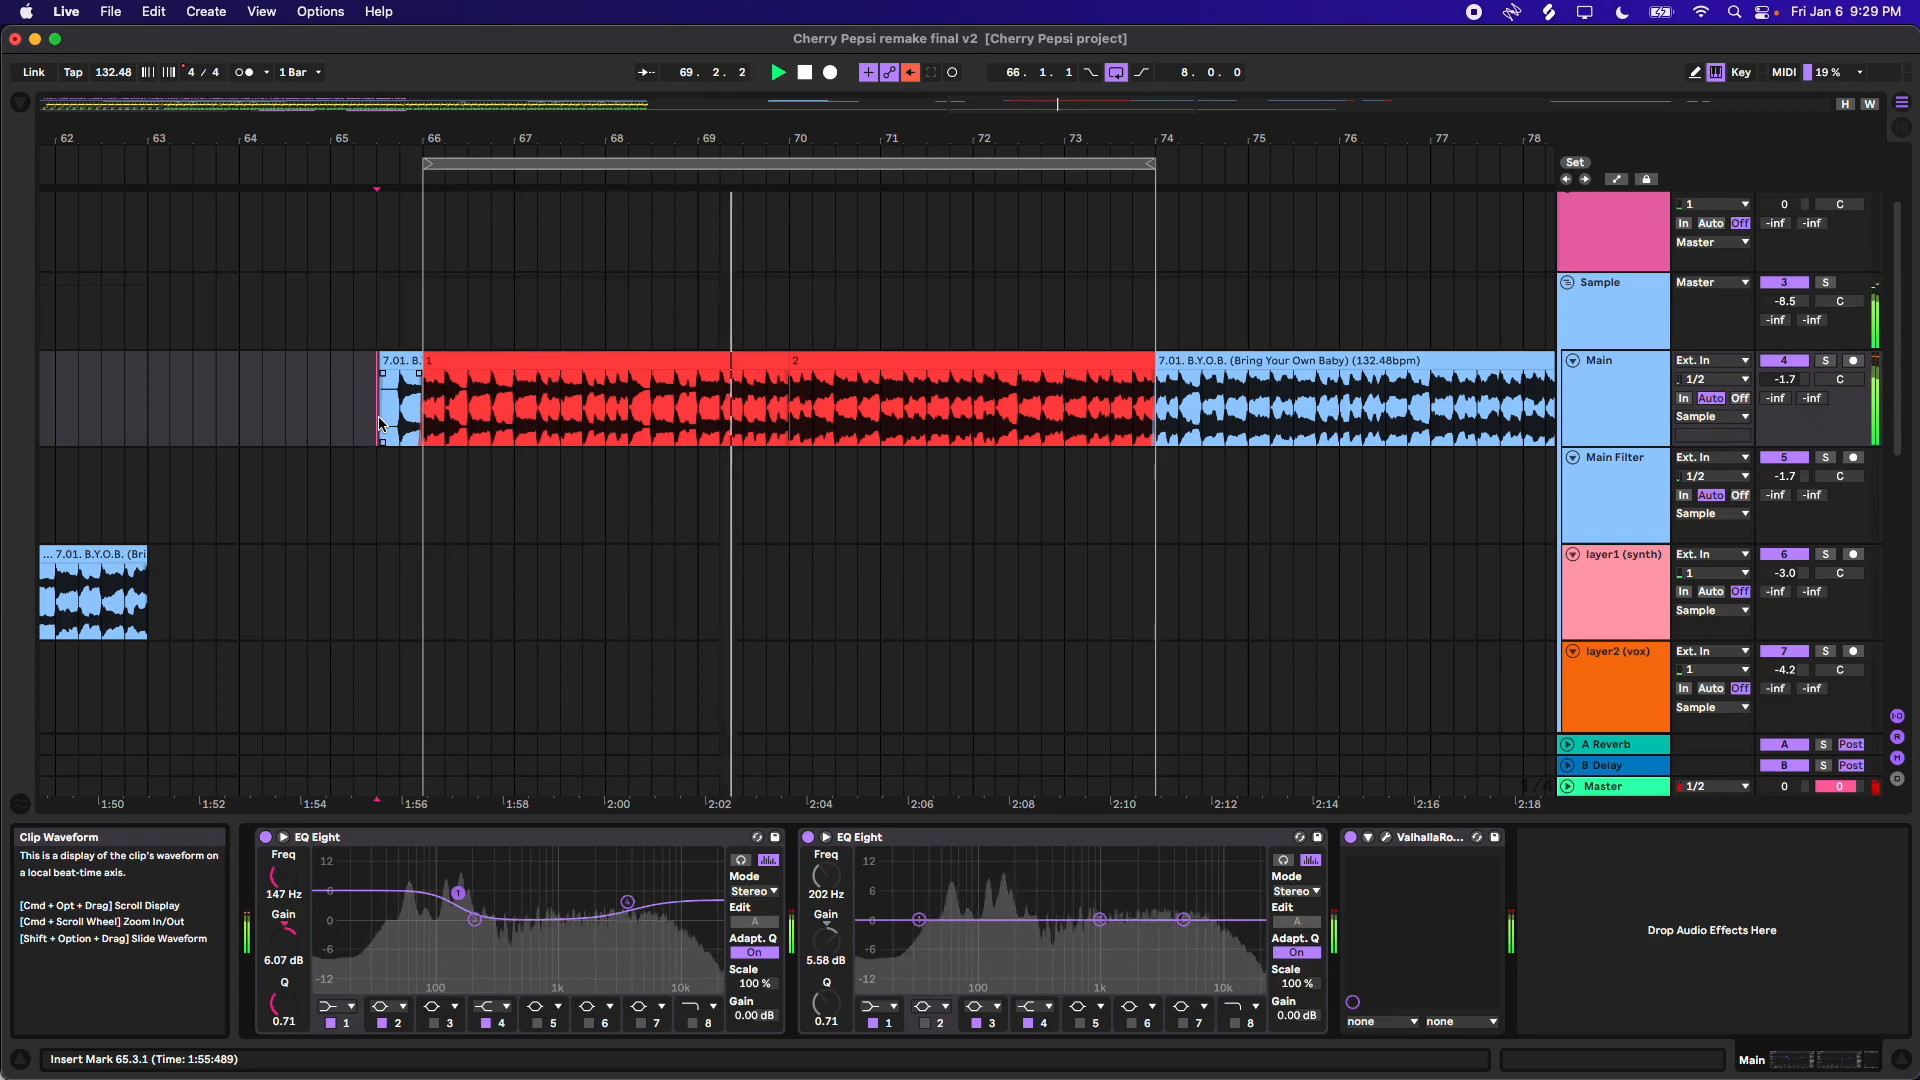 Live File Edit Create View Options Help Fri Jan 6 9:29 PM
Cherry Pepsi remake final v2 [Cherry Pepsi project]
Link Tap 132.48 4 / 4 1 Bar 69. 2. 2 66. 1. 1 8. 0. 0 Key MIDI 19 %
H W
62 63 64 65 66 67 68 69 70 71 72 73 74 75 76 77 78
Set
1 0 C
In Auto Off -inf -inf
Master
Sample Master 3 S
-8.5 C
-inf -inf
7.01. B. 1 2 7.01. B.Y.O.B. (Bring Your Own Baby) (132.48bpm) Main Ext. In 4 S
1/2 -1.7 C
In Auto Off -inf -inf
Sample
Main Filter Ext. In 5 S
1/2 -1.7 C
In Auto Off -inf -inf
Sample
... 7.01. B.Y.O.B. (Bri layer1 (synth) Ext. In 6 S
1 -3.0 C
In Auto Off -inf -inf
Sample
layer2 (vox) Ext. In 7 S
1 -4.2 C
In Auto Off -inf -inf
Sample
A Reverb A S Post
B Delay B S Post
1/4 Master 1/2 0 0
1:50 1:52 1:54 1:56 1:58 2:00 2:02 2:04 2:06 2:08 2:10 2:12 2:14 2:16 2:18
Clip Waveform
This is a display of the clip's waveform on
a local beat-time axis.
[Cmd + Opt + Drag] Scroll Display
[Cmd + Scroll Wheel] Zoom In/Out
[Shift + Option + Drag] Slide Waveform
EQ Eight
Freq
147 Hz
Gain
6.07 dB
Q
0.71
12
6
0
-6
-12
100 1k 10k
Mode
Stereo
Edit
A
Adapt. Q
On
Scale
100 %
Gain
0.00 dB
1 2 3 4 5 6 7 8
EQ Eight
Freq
202 Hz
Gain
5.58 dB
Q
0.71
12
6
0
-6
-12
100 1k 10k
Mode
Stereo
Edit
A
Adapt. Q
On
Scale
100 %
Gain
0.00 dB
1 2 3 4 5 6 7 8
ValhallaRo...
none none
Drop Audio Effects Here
Insert Mark 65.3.1 (Time: 1:55:489)
Main